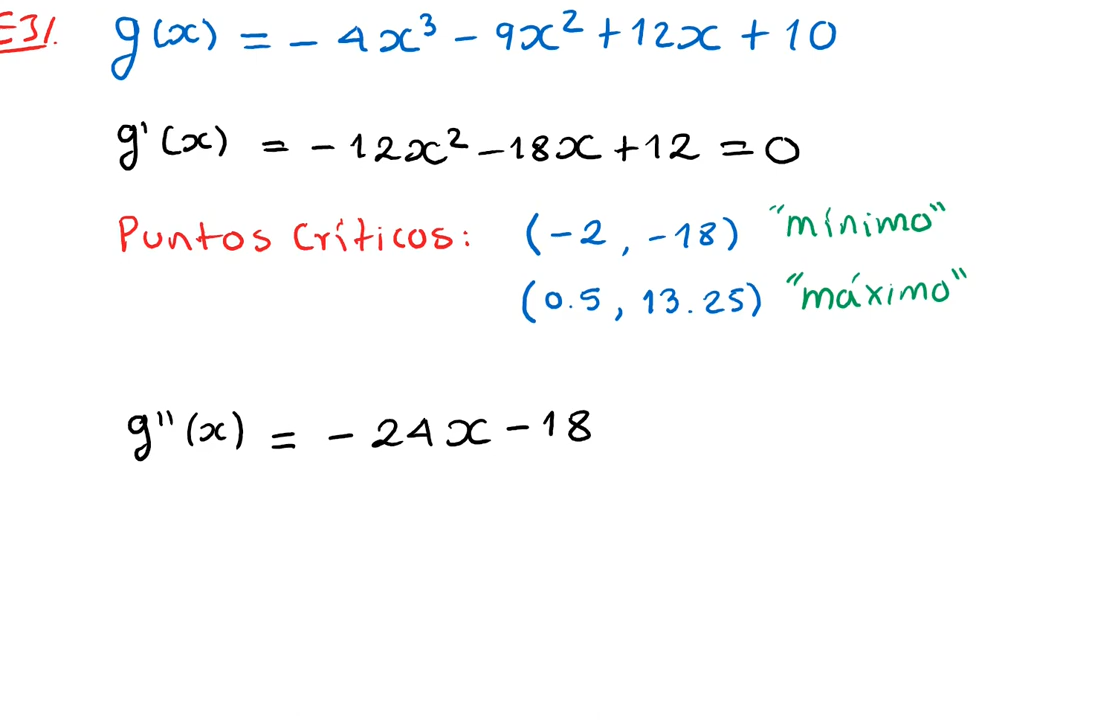 E3/. g(x) = - 4x³ - 9x² + 12x + 10
g'(x) = - 12x² - 18x + 12 = 0
Puntos Críticos: (-2, -18) "mínimo"
(0.5, 13.25) "máximo"
g''(x) = - 24x - 18